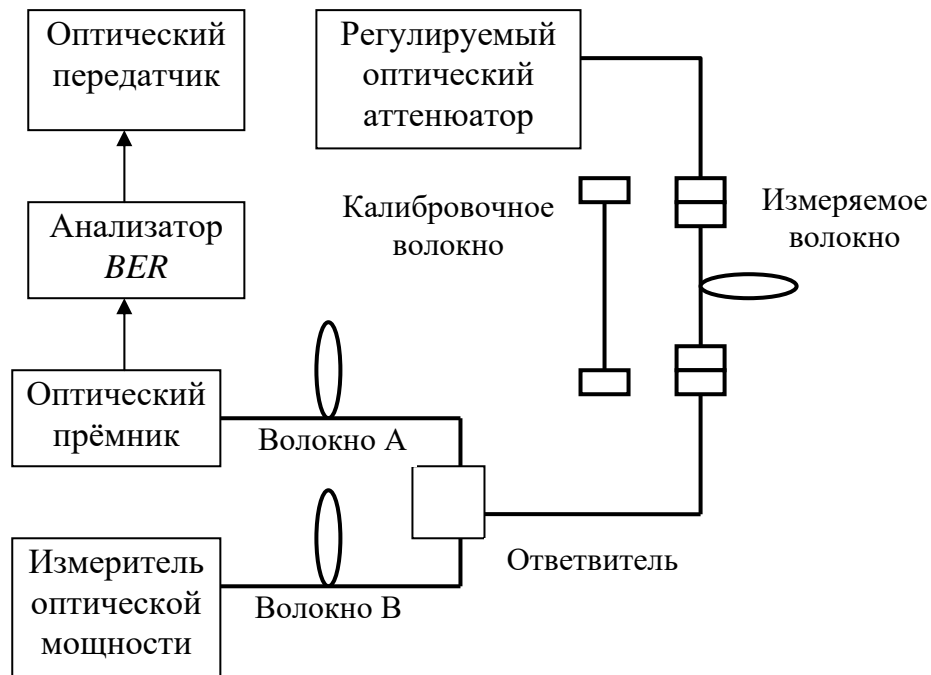 Оптический
передатчик
Регулируемый
оптический
аттенюатор
Калибровочное
волокно
Измеряемое
волокно
Анализатор
BER
Оптический
прёмник
Волокно А
Измеритель
оптической
мощности
Волокно В
Ответвитель